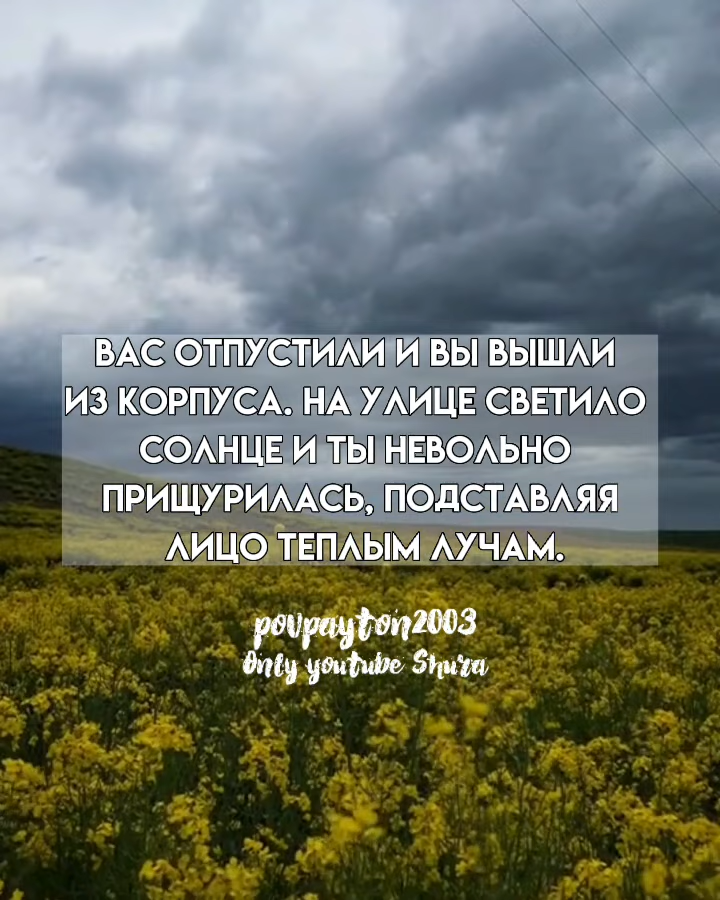 ВАС ОТПУСТИЛИ И ВЫ ВЫШЛИ
ИЗ КОРПУСА. НА УЛИЦЕ СВЕТИЛО
СОЛНЦЕ И ТЫ НЕВОЛЬНО
ПРИЩУРИЛАСЬ, ПОДСТАВЛЯЯ
ЛИЦО ТЕПЛЫМ ЛУЧАМ.
povpayton2003
Only youtube Shura